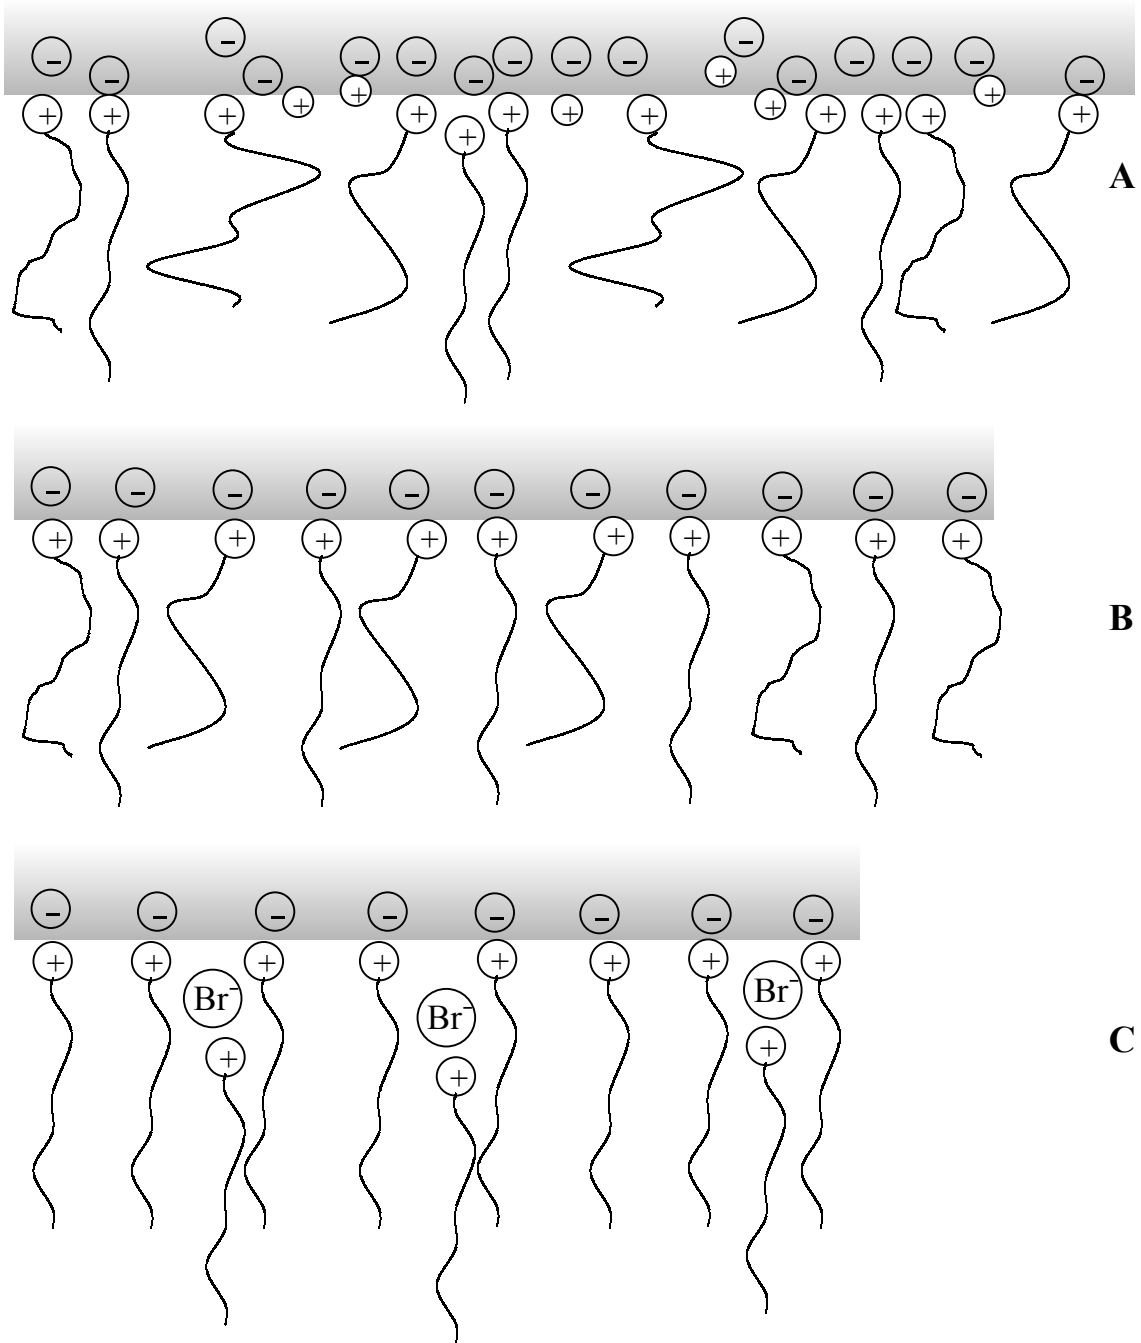 − − − − − − − − − − − − − − − −
+ + + + + + + + + + + + + + + + +
A
− − − − − − − − − − −
+ + + + + + + + + + +
B
− − − − − − − −
+ + + + + + + +
Br⁻ Br⁻ Br⁻
+ + +
C